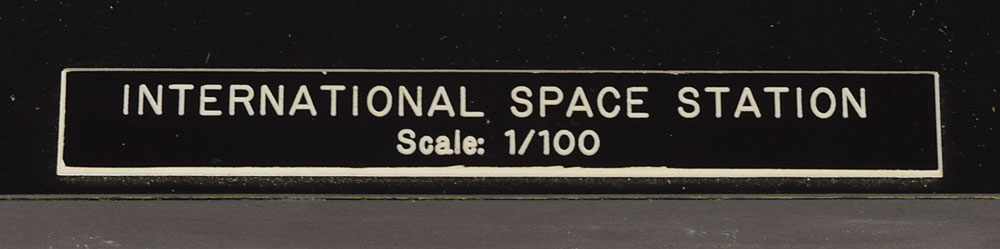 INTERNATIONAL SPACE STATION
Scale: 1/100